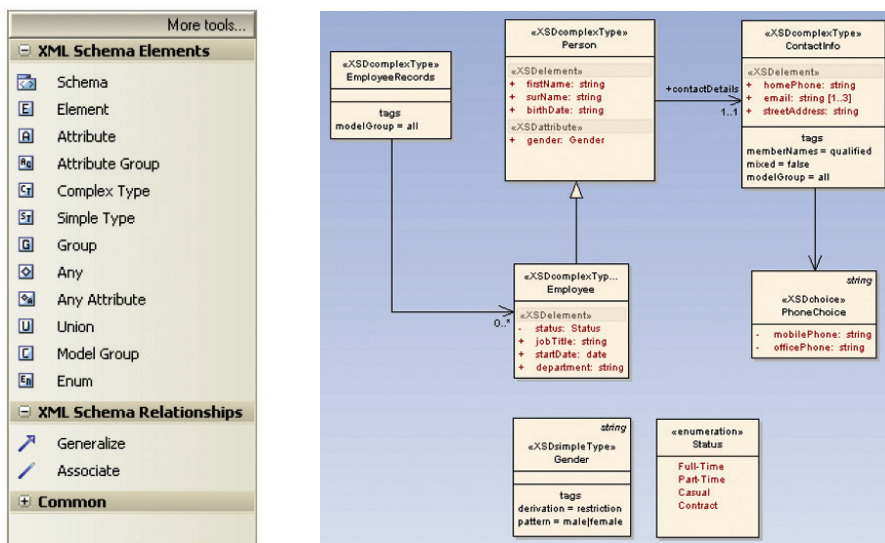 More tools...
XML Schema Elements
Schema
Element
Attribute
Attribute Group
Complex Type
Simple Type
Group
Any
Any Attribute
Union
Model Group
Enum
XML Schema Relationships
Generalize
Associate
Common
«XSDcomplexType»
EmployeeRecords
tags
modelGroup = all
«XSDcomplexType»
Person
«XSDelement»
+ firstName: string
+ surName: string
+ birthDate: string
«XSDattribute»
+ gender: Gender
+contactDetails
1..1
«XSDcomplexType»
ContactInfo
«XSDelement»
+ homePhone: string
+ email: string [1..3]
+ streetAddress: string
tags
memberNames = qualified
mixed = false
modelGroup = all
0..*
«XSDcomplexTyp...
Employee
«XSDelement»
- status: Status
+ jobTitle: string
+ startDate: date
+ department: string
string
«XSDchoice»
PhoneChoice
- mobilePhone: string
- officePhone: string
string
«XSDsimpleType»
Gender
tags
derivation = restriction
pattern = male|female
«enumeration»
Status
Full-Time
Part-Time
Casual
Contract